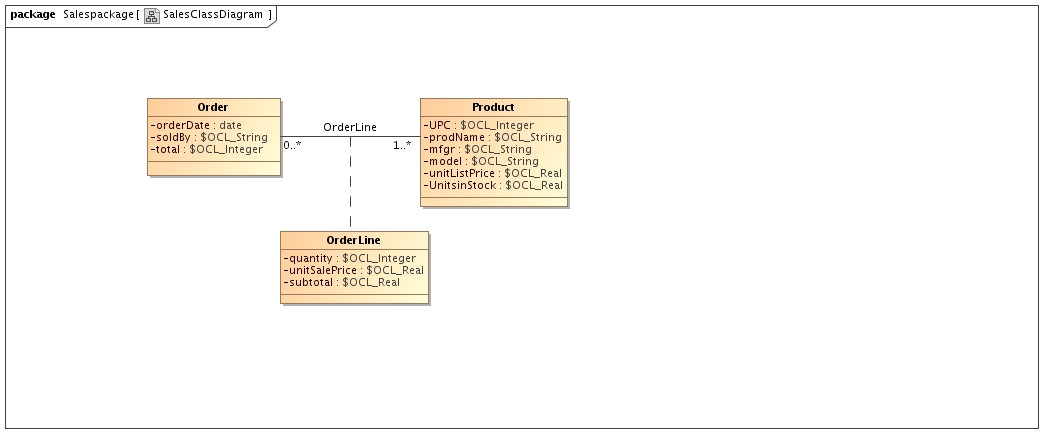 package Salespackage[ SalesClassDiagram ]
Order
-orderDate : date
-soldBy : $OCL_String
-total : $OCL_Integer
OrderLine
0..*
1..*
Product
-UPC : $OCL_Integer
-prodName : $OCL_String
-mfgr : $OCL_String
-model : $OCL_String
-unitListPrice : $OCL_Real
-UnitsinStock : $OCL_Real
OrderLine
-quantity : $OCL_Integer
-unitSalePrice : $OCL_Real
-subtotal : $OCL_Real